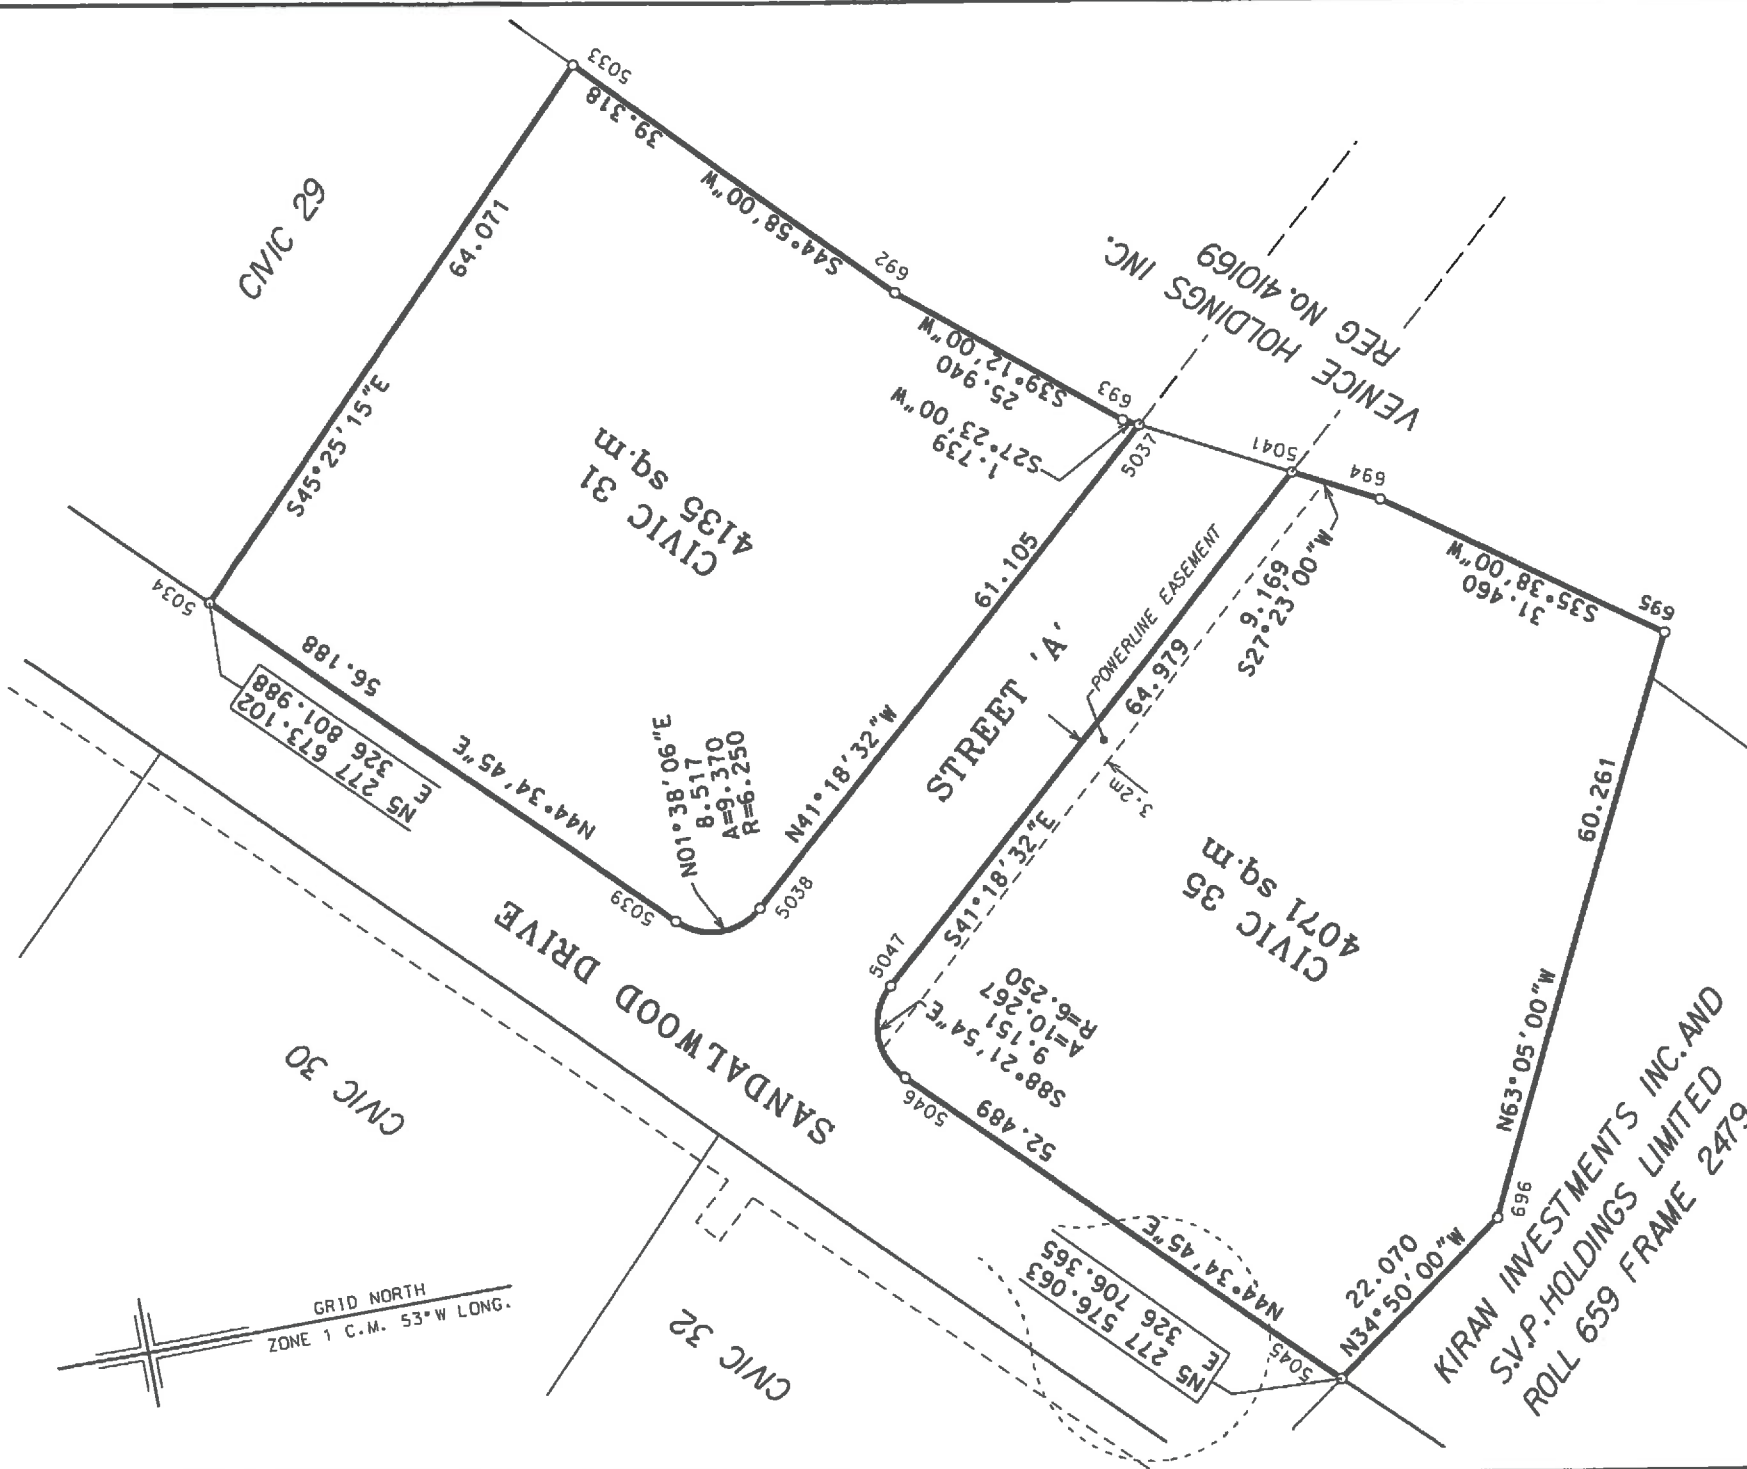 CIVIC 29
5033
39.318
S44°58'00"W
64.071
S45°25'15"E
692
S39°12'00"W
25.940
693
S27°23'00"W
1.739
5037
VENICE HOLDINGS INC.
REG No.410169
CIVIC 31
4135 sq.m
5034
56.188
N5 277 673.102
E 326 801.988
N44°34'45"E
N01°38'06"E
8.517
A=9.370
R=6.250
5039
5038
61.105
N41°18'32"W
STREET 'A'
POWERLINE EASEMENT
5041
694
9.169
S27°23'00"W
S35°38'00"W
31.460
695
64.979
S41°18'32"E
3.2m
5047
CIVIC 35
4071 sq.m
S88°21'54"E
9.151
A=10.267
R=6.250
5046
52.489
N44°34'45"E
60.261
N63°05'00"W
696
22.070
N34°50'00"W
5045
N5 277 576.063
E 326 706.365
SANDALWOOD DRIVE
CIVIC 30
CIVIC 32
GRID NORTH
ZONE 1 C.M. 53°W LONG.
KIRAN INVESTMENTS INC. AND
S.V.P. HOLDINGS LIMITED
ROLL 659 FRAME 2479